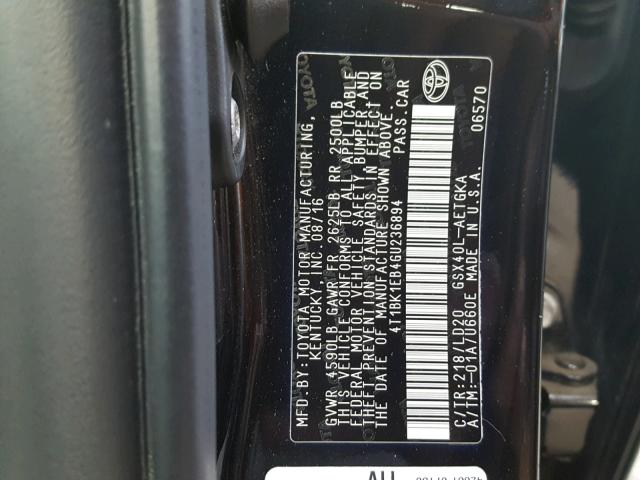 MFD. BY: TOYOTA MOTOR MANUFACTURING,
KENTUCKY, INC. 08/16
GVWR 4590LB GAWR FR 2625LB RR 2500LB
THIS VEHICLE CONFORMS TO ALL APPLICABLE
FEDERAL MOTOR VEHICLE SAFETY, BUMPER, AND
THEFT PREVENTION STANDARDS IN EFFECT ON
THE DATE OF MANUFACTURE SHOWN ABOVE.
4T1BK1EB4GU236894 PASS. CAR
C/TR: 218/LD20 GSX40L-AETGKA
A/TM: -01A/U660E MADE IN U.S.A. 06570
TOYOTA
TOYOTA
TOYOTA